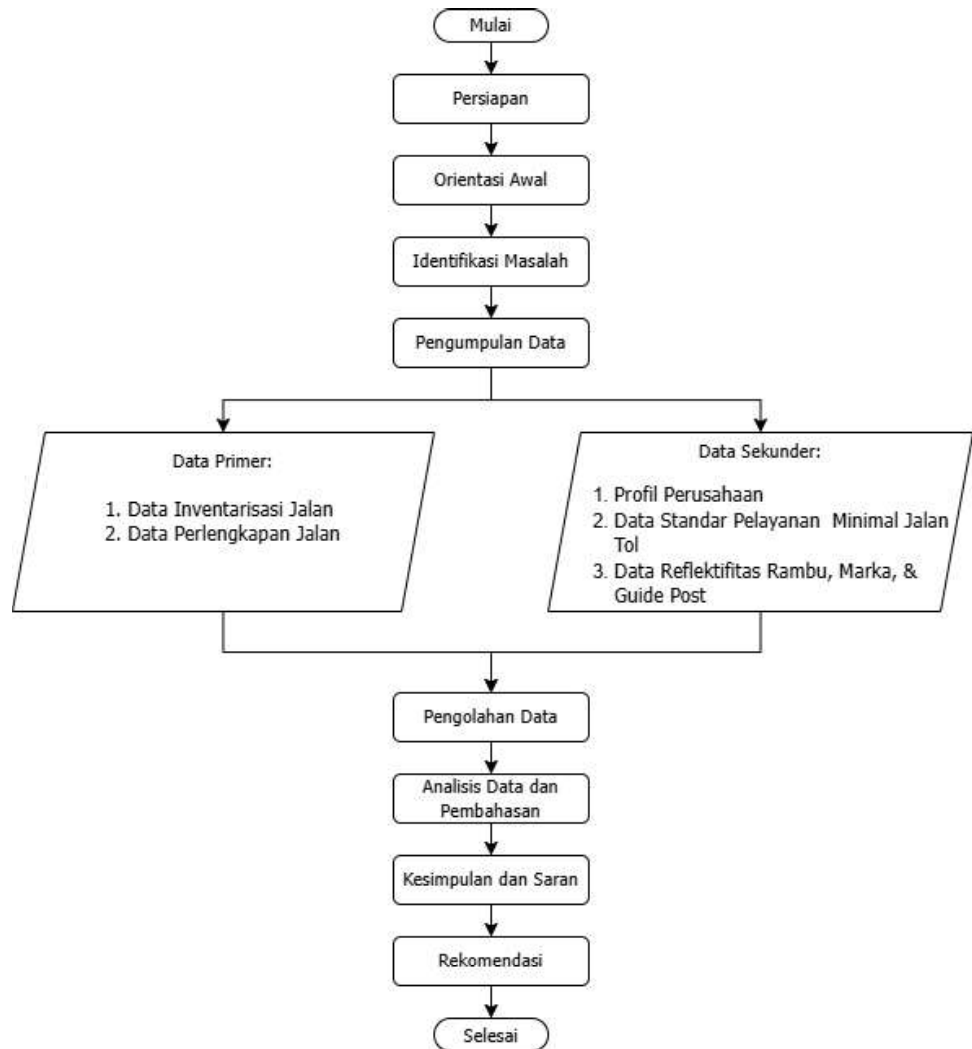 Mulai
Persiapan
Orientasi Awal
Identifikasi Masalah
Pengumpulan Data
Data Primer:
1. Data Inventarisasi Jalan
2. Data Perlengkapan Jalan
Data Sekunder:
1. Profil Perusahaan
2. Data Standar Pelayanan Minimal Jalan
Tol
3. Data Reflektifitas Rambu, Marka, &
Guide Post
Pengolahan Data
Analisis Data dan
Pembahasan
Kesimpulan dan Saran
Rekomendasi
Selesai